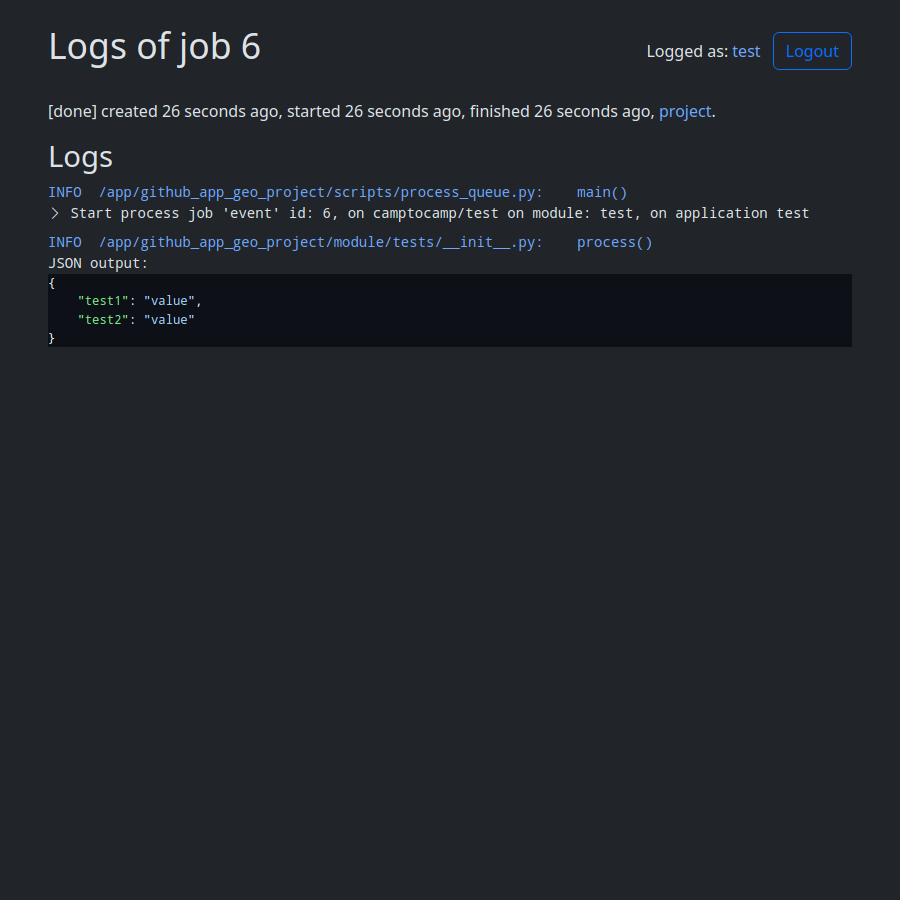 Logs of job 6
Logged as: test Logout
[done] created 26 seconds ago, started 26 seconds ago, finished 26 seconds ago, project.
Logs
INFO  /app/github_app_geo_project/scripts/process_queue.py:    main()
> Start process job 'event' id: 6, on camptocamp/test on module: test, on application test
INFO  /app/github_app_geo_project/module/tests/__init__.py:    process()
JSON output:
{
    "test1": "value",
    "test2": "value"
}